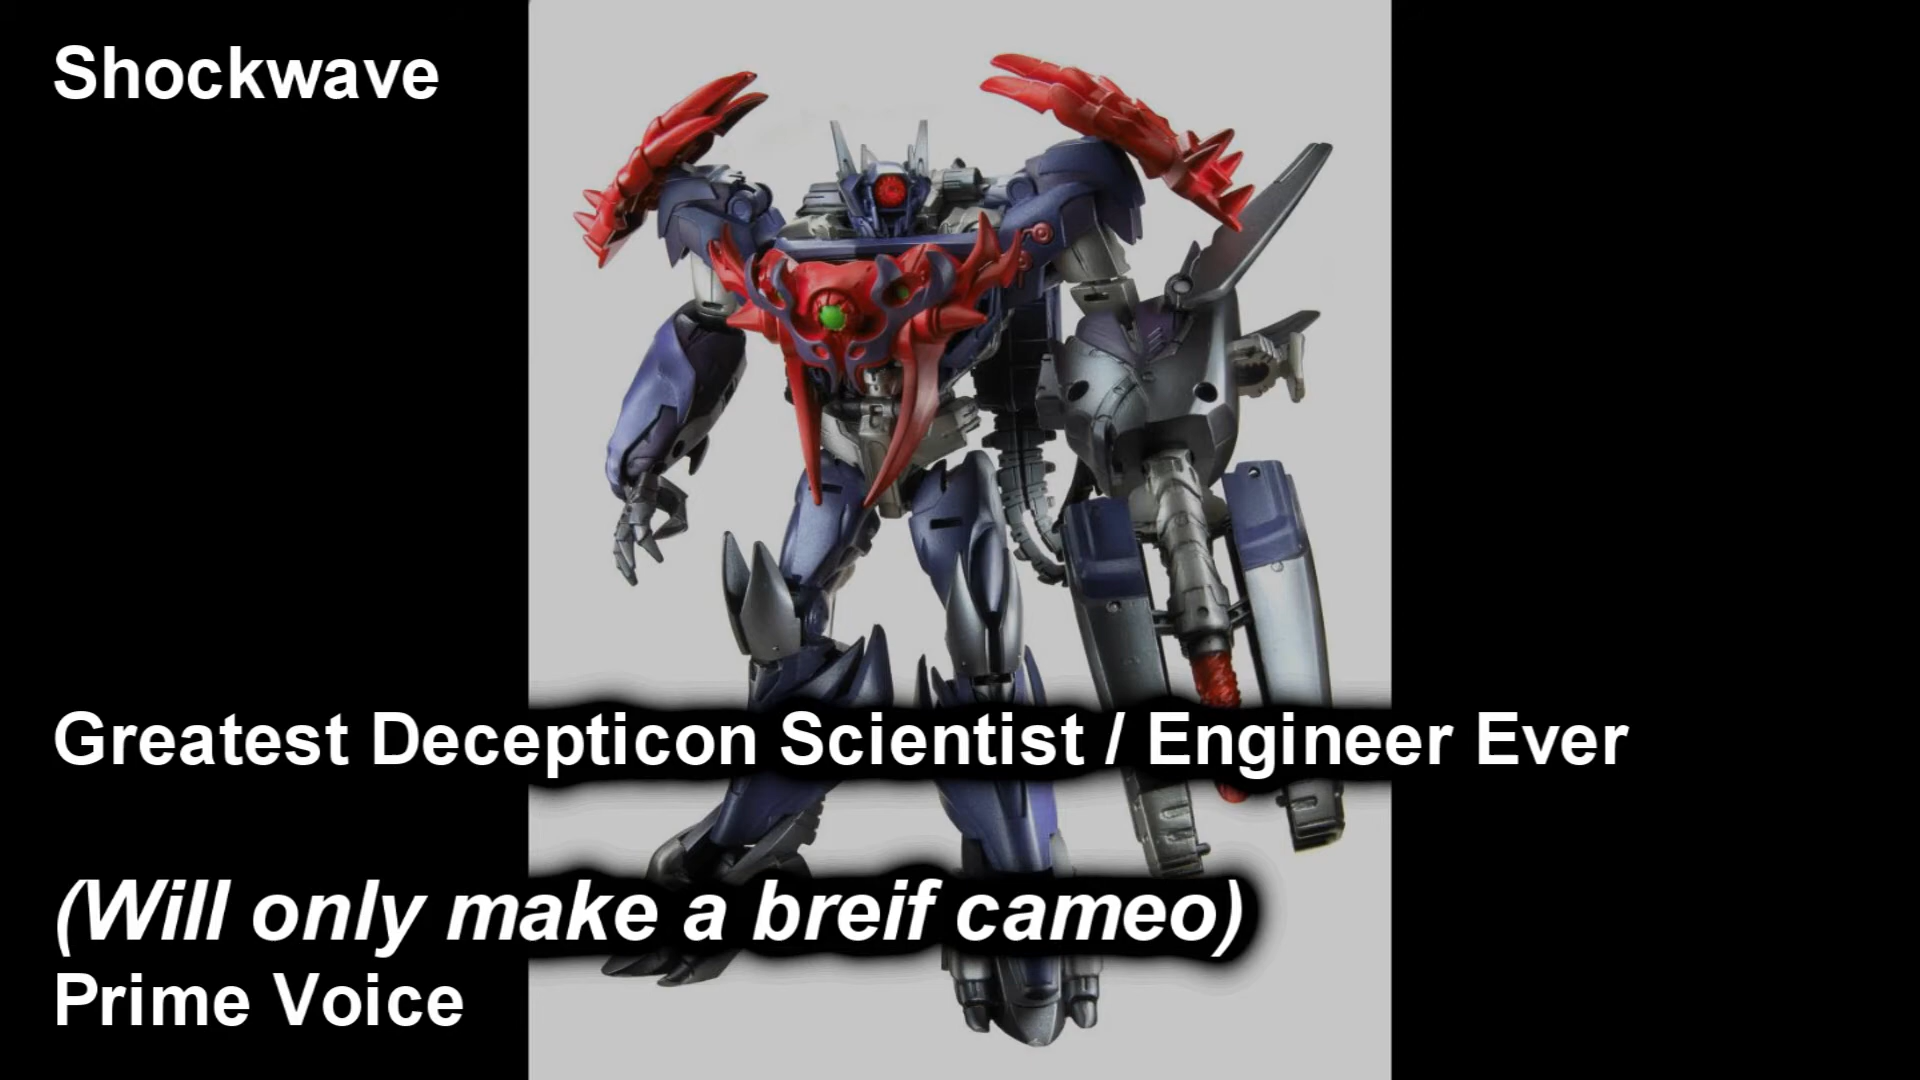 Shockwave
Greatest Decepticon Scientist / Engineer Ever
(Will only make a breif cameo)
Prime Voice